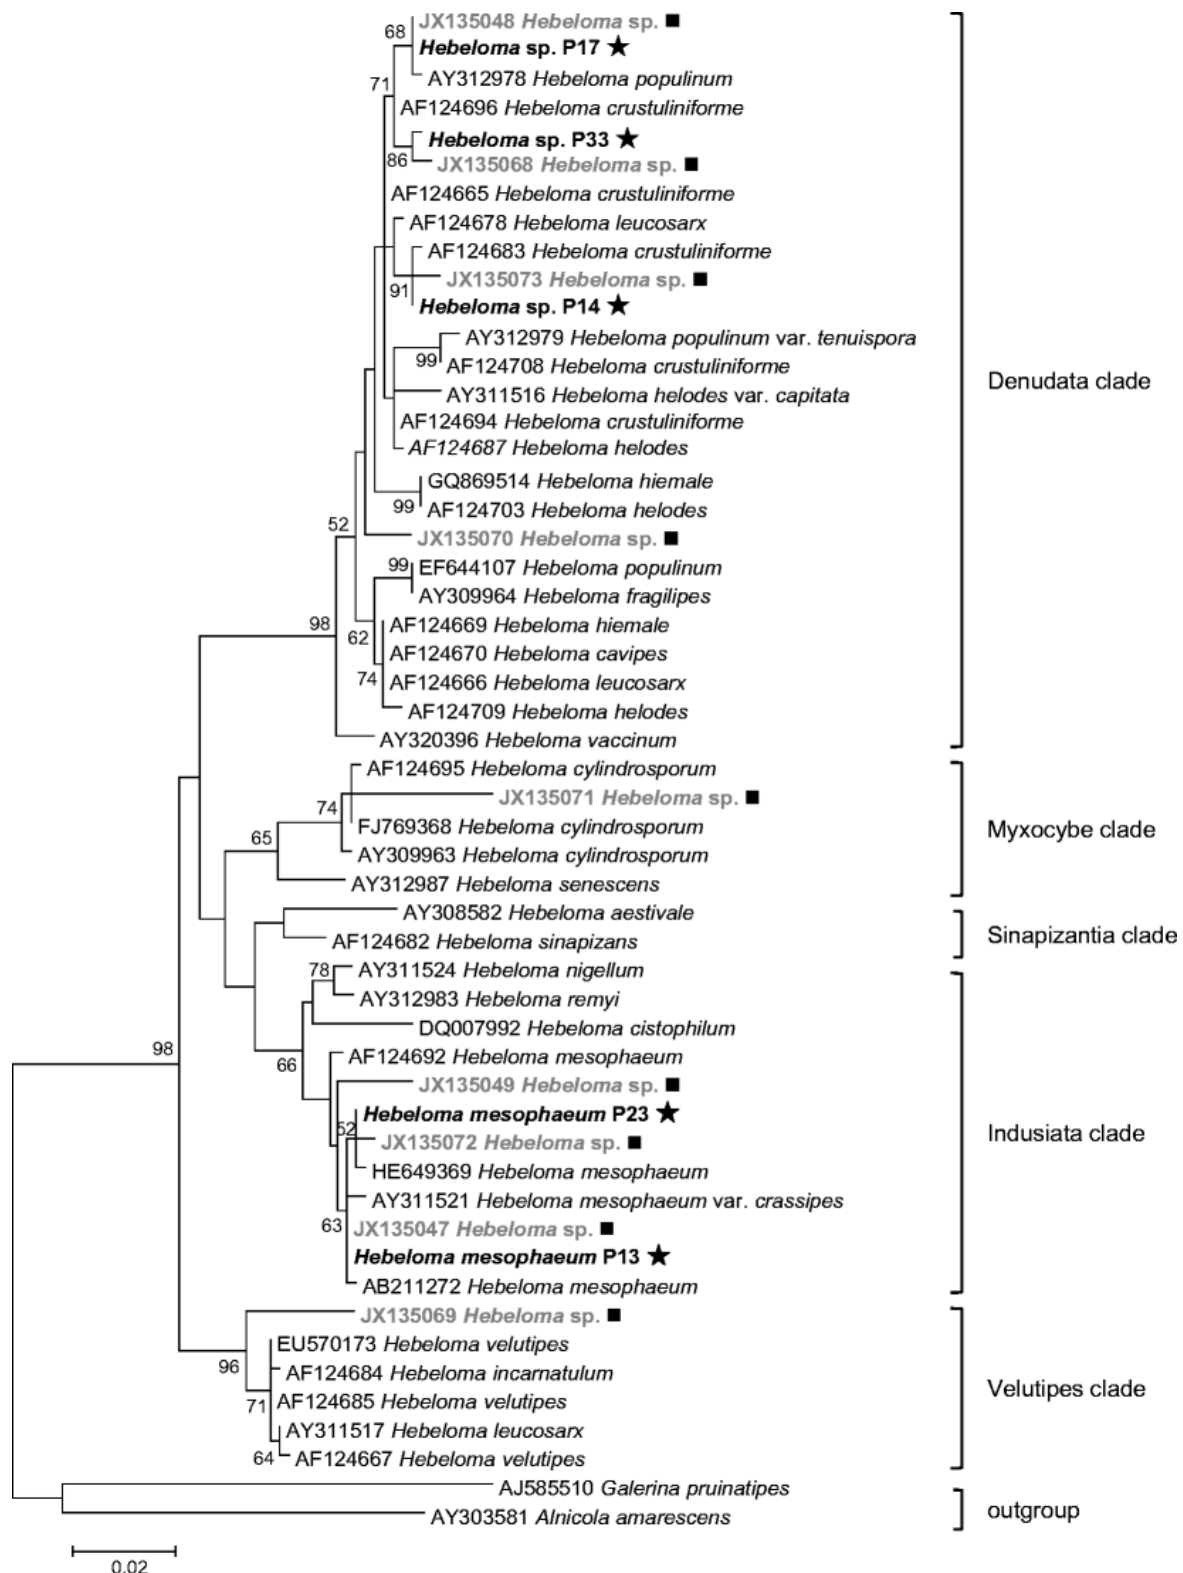 JX135048 Hebeloma sp. ■
68
Hebeloma sp. P17 ★
AY312978 Hebeloma populinum
71
AF124696 Hebeloma crustuliniforme
Hebeloma sp. P33 ★
86
JX135068 Hebeloma sp. ■
AF124665 Hebeloma crustuliniforme
AF124678 Hebeloma leucosarx
AF124683 Hebeloma crustuliniforme
JX135073 Hebeloma sp. ■
91
Hebeloma sp. P14 ★
AY312979 Hebeloma populinum var. tenuispora
99
AF124708 Hebeloma crustuliniforme
Denudata clade
AY311516 Hebeloma helodes var. capitata
AF124694 Hebeloma crustuliniforme
AF124687 Hebeloma helodes
GQ869514 Hebeloma hiemale
99
AF124703 Hebeloma helodes
52
JX135070 Hebeloma sp. ■
99
EF644107 Hebeloma populinum
AY309964 Hebeloma fragilipes
98
AF124669 Hebeloma hiemale
62
AF124670 Hebeloma cavipes
74
AF124666 Hebeloma leucosarx
AF124709 Hebeloma helodes
AY320396 Hebeloma vaccinum
AF124695 Hebeloma cylindrosporum
JX135071 Hebeloma sp. ■
74
FJ769368 Hebeloma cylindrosporum
Myxocybe clade
65
AY309963 Hebeloma cylindrosporum
AY312987 Hebeloma senescens
AY308582 Hebeloma aestivale
Sinapizantia clade
AF124682 Hebeloma sinapizans
78
AY311524 Hebeloma nigellum
AY312983 Hebeloma remyi
DQ007992 Hebeloma cistophilum
98
AF124692 Hebeloma mesophaeum
66
JX135049 Hebeloma sp. ■
Hebeloma mesophaeum P23 ★
52
Indusiata clade
JX135072 Hebeloma sp. ■
HE649369 Hebeloma mesophaeum
AY311521 Hebeloma mesophaeum var. crassipes
63
JX135047 Hebeloma sp. ■
Hebeloma mesophaeum P13 ★
AB211272 Hebeloma mesophaeum
JX135069 Hebeloma sp. ■
EU570173 Hebeloma velutipes
96
AF124684 Hebeloma incarnatulum
Velutipes clade
71
AF124685 Hebeloma velutipes
AY311517 Hebeloma leucosarx
64
AF124667 Hebeloma velutipes
AJ585510 Galerina pruinatipes
outgroup
AY303581 Alnicola amarescens
0.02